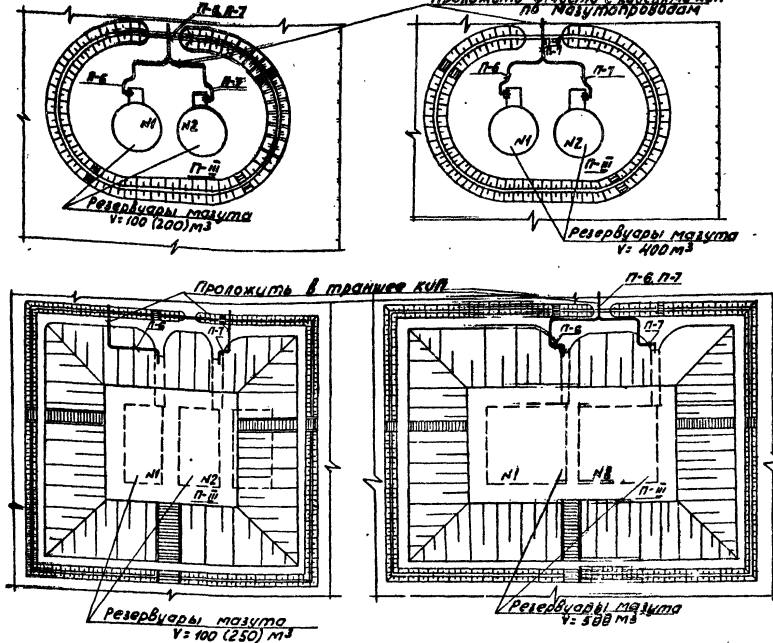 П-6, П-7
по мазутопроводам
П-6
П-7
N1
N2
П-III
Резервуары мазута
V=100 (200) м³
П-6
П-7
N1
N2
П-III
Резервуары мазута
V= 400 м³
Проложить в траншее КИП
П-6
П-7
N1
N2
П-III
Резервуары мазута
V= 100 (250) м³
П-6, П-7
П-6
П-7
N1
П-III
Резервуары мазута
V= 500 м³